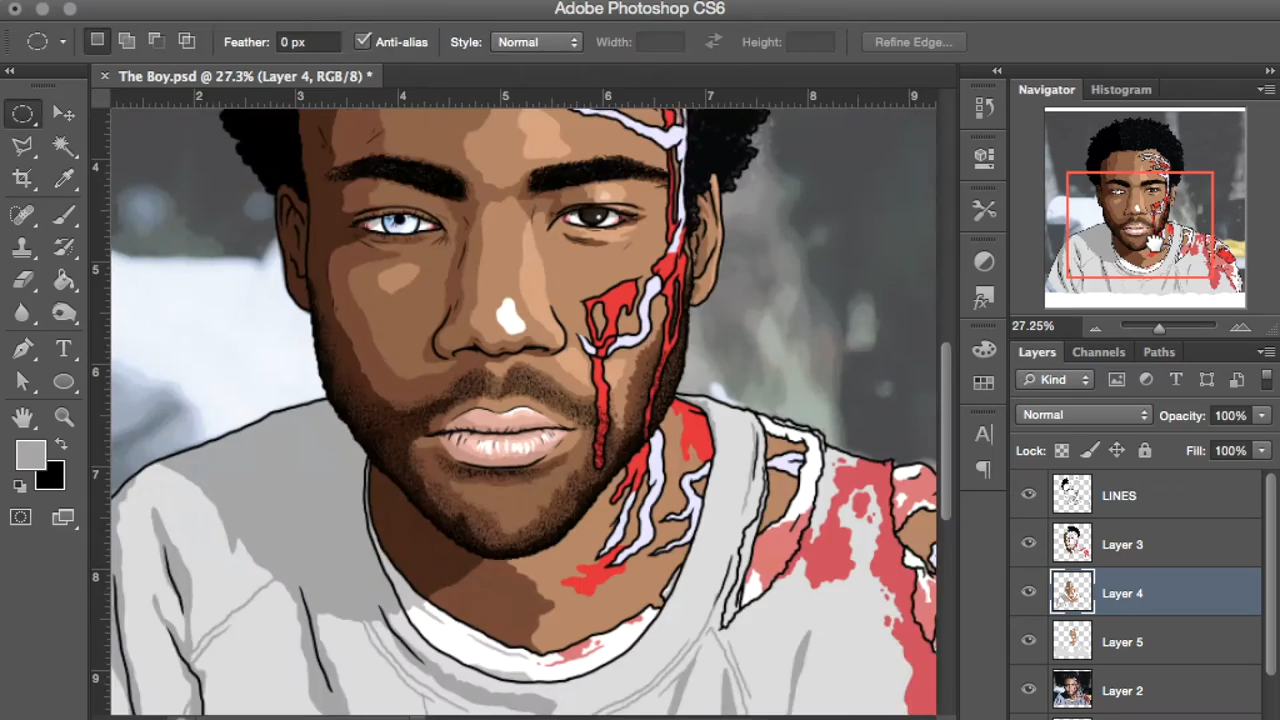 Adobe Photoshop CS6
Feather: 0 px Anti-alias Style: Normal Width: Height: Refine Edge...
The Boy.psd @ 27.3% (Layer 4, RGB/8) *
2 3 4 5 6 7 8 9
4
5
6
7
8
9
Navigator Histogram
27.25%
Layers Channels Paths
Kind
Normal Opacity: 100%
Lock: Fill: 100%
LINES
Layer 3
Layer 4
Layer 5
Layer 2